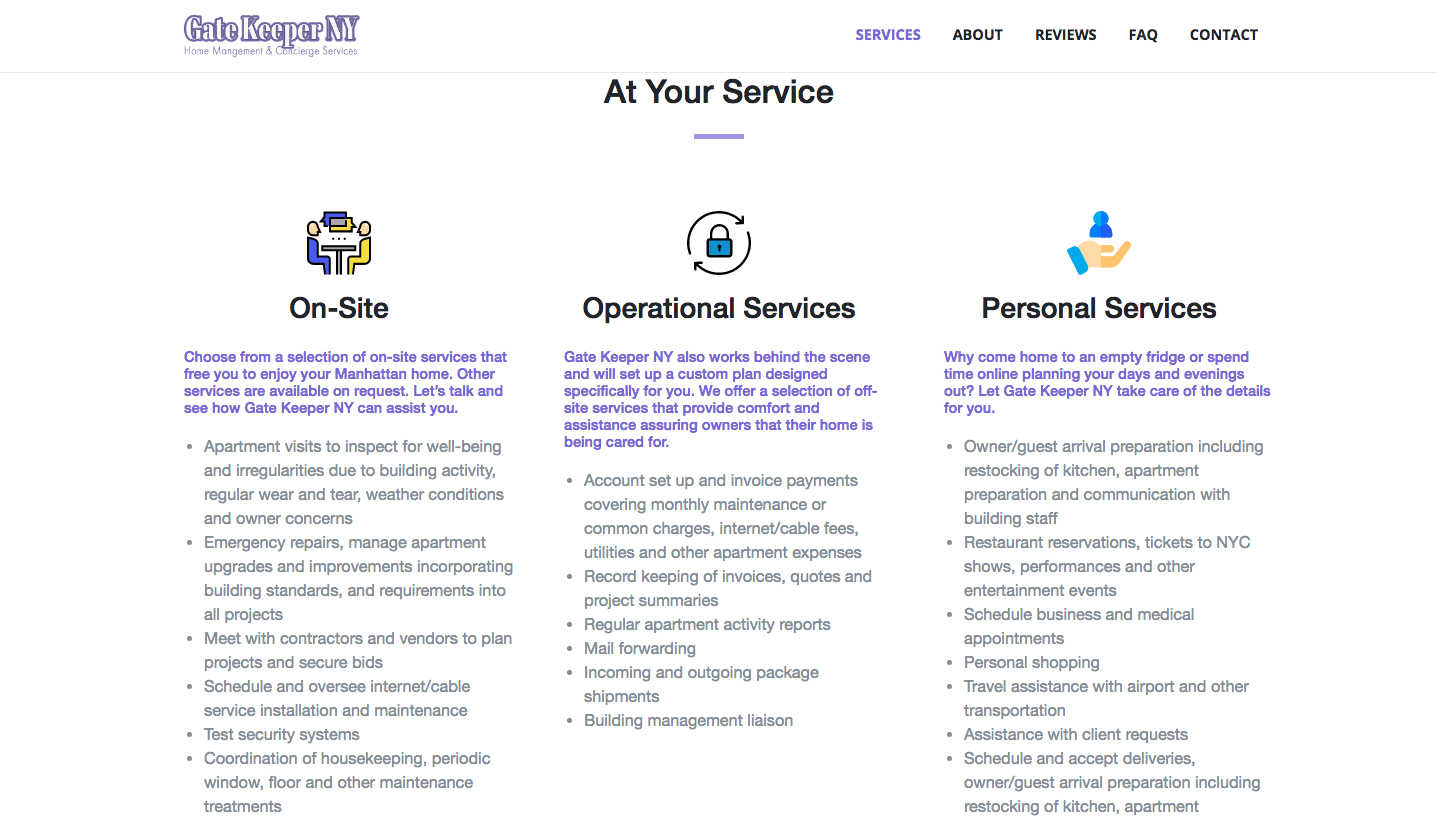 Gate Keeper NY
Home Mangement & Concierge Services
SERVICES
ABOUT
REVIEWS
FAQ
CONTACT
At Your Service
On-Site
Choose from a selection of on-site services that
free you to enjoy your Manhattan home. Other
services are available on request. Let’s talk and
see how Gate Keeper NY can assist you.
Apartment visits to inspect for well-being
and irregularities due to building activity,
regular wear and tear, weather conditions
and owner concerns
Emergency repairs, manage apartment
upgrades and improvements incorporating
building standards, and requirements into
all projects
Meet with contractors and vendors to plan
projects and secure bids
Schedule and oversee internet/cable
service installation and maintenance
Test security systems
Coordination of housekeeping, periodic
window, floor and other maintenance
treatments
Operational Services
Gate Keeper NY also works behind the scene
and will set up a custom plan designed
specifically for you. We offer a selection of off-
site services that provide comfort and
assistance assuring owners that their home is
being cared for.
Account set up and invoice payments
covering monthly maintenance or
common charges, internet/cable fees,
utilities and other apartment expenses
Record keeping of invoices, quotes and
project summaries
Regular apartment activity reports
Mail forwarding
Incoming and outgoing package
shipments
Building management liaison
Personal Services
Why come home to an empty fridge or spend
time online planning your days and evenings
out? Let Gate Keeper NY take care of the details
for you.
Owner/guest arrival preparation including
restocking of kitchen, apartment
preparation and communication with
building staff
Restaurant reservations, tickets to NYC
shows, performances and other
entertainment events
Schedule business and medical
appointments
Personal shopping
Travel assistance with airport and other
transportation
Assistance with client requests
Schedule and accept deliveries,
owner/guest arrival preparation including
restocking of kitchen, apartment